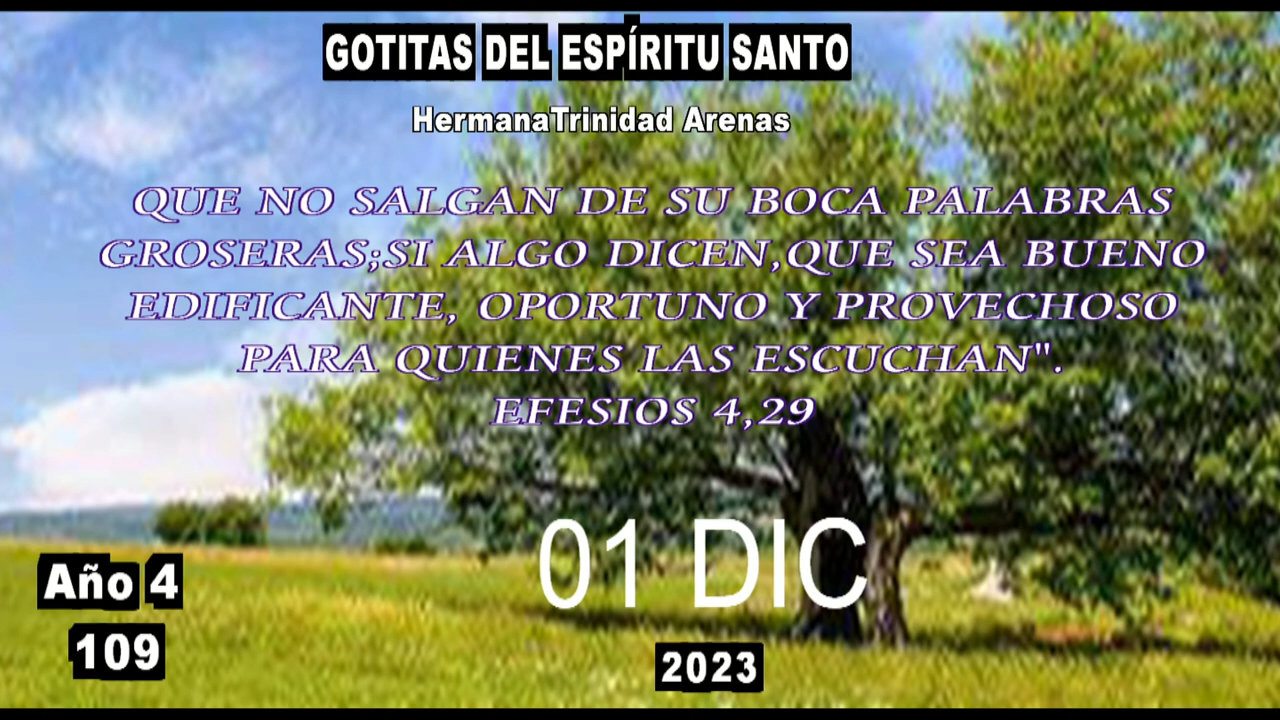 GOTITAS DEL ESPÍRITU SANTO
HermanaTrinidad Arenas
QUE NO SALGAN DE SU BOCA PALABRAS
GROSERAS;SI ALGO DICEN,QUE SEA BUENO
EDIFICANTE, OPORTUNO Y PROVECHOSO
PARA QUIENES LAS ESCUCHAN".
EFESIOS 4,29
01 DIC
Año 4
109
2023